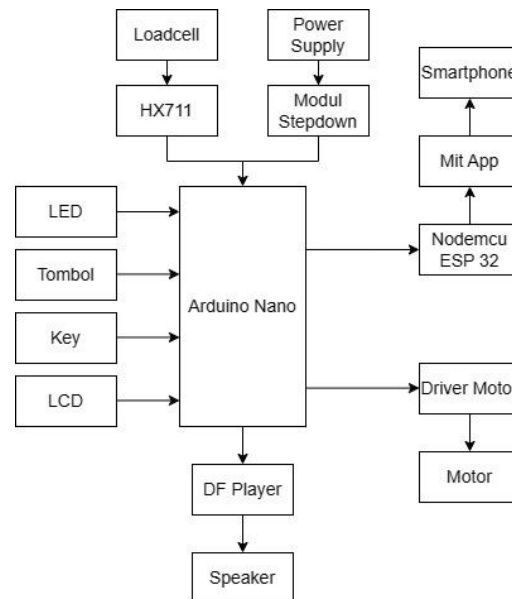 Loadcell
Power
Supply
Smartphone
HX711
Modul
Stepdown
Mit App
LED
Nodemcu
ESP 32
Tombol
Arduino Nano
Key
LCD
Driver Motor
DF Player
Motor
Speaker